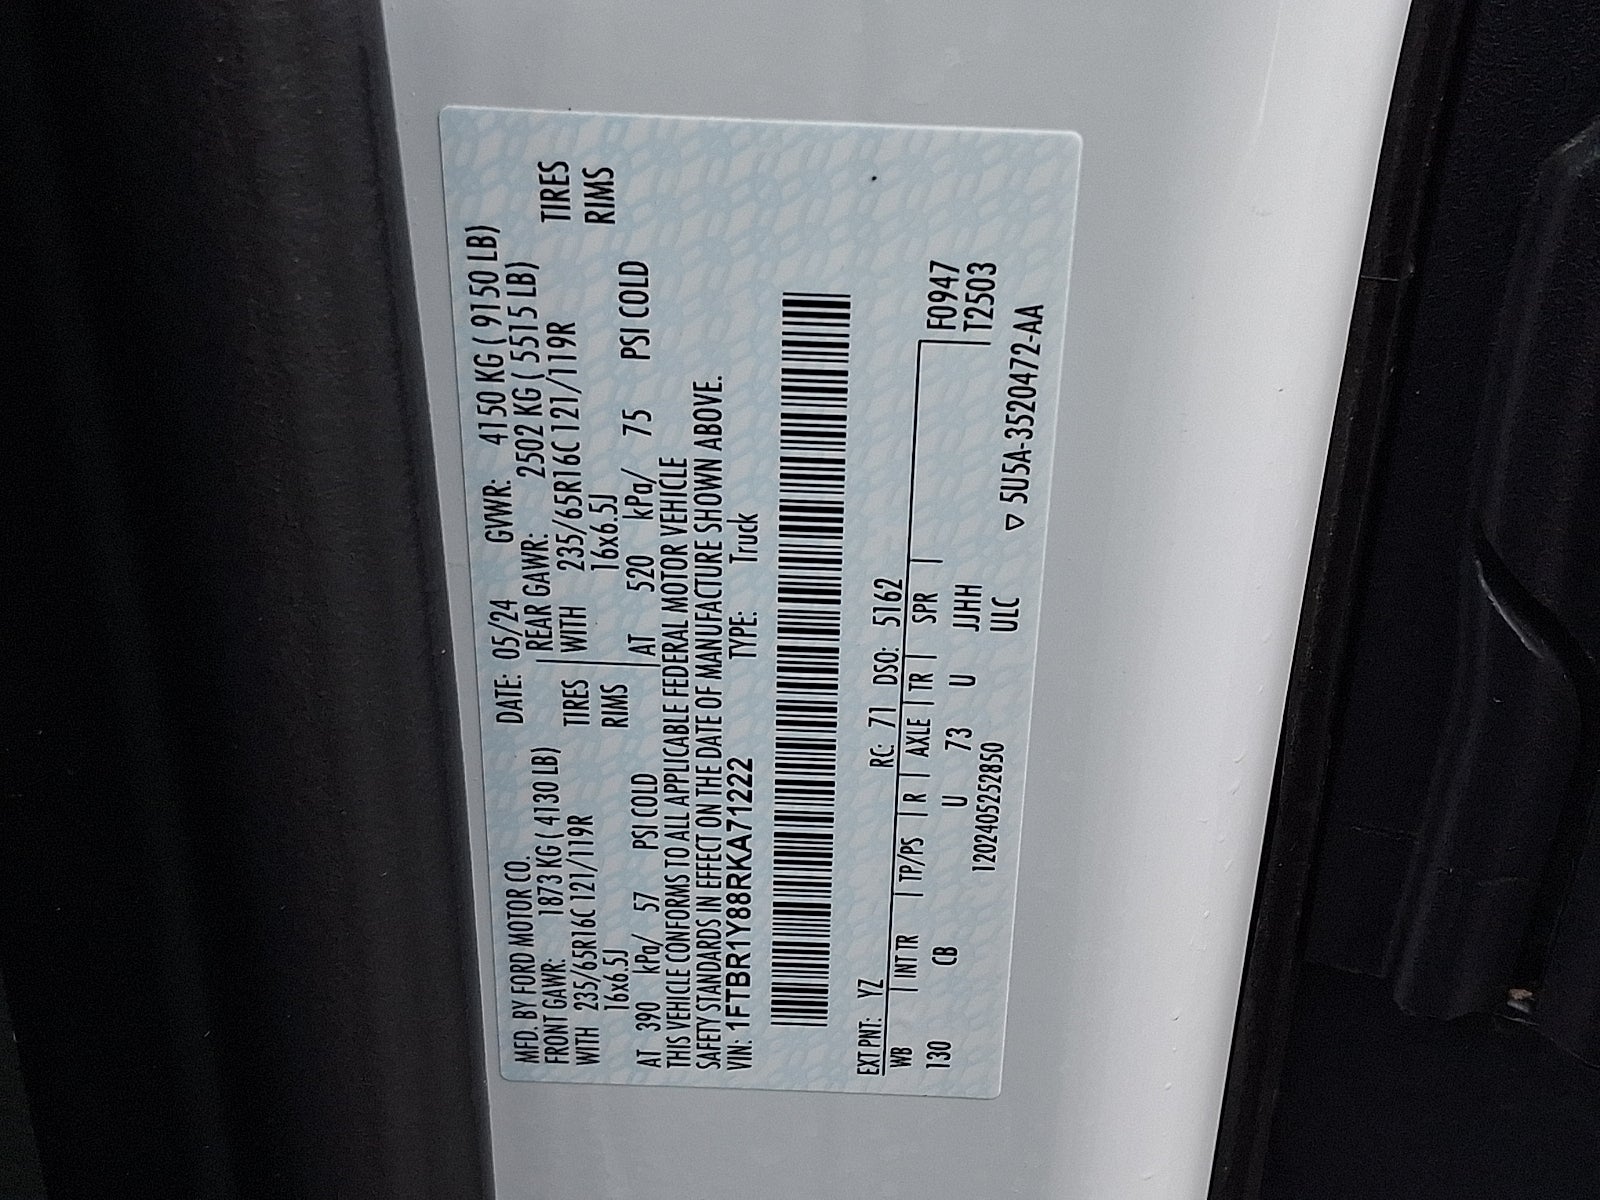 MFD. BY FORD MOTOR CO. DATE: 05/24 GVWR: 4150 KG ( 9150 LB)
FRONT GAWR: 1873 KG ( 4130 LB) REAR GAWR: 2502 KG ( 5515 LB)
WITH 235/65R16C 121/119R TIRES WITH 235/65R16C 121/119R TIRES
16x6.5J RIMS 16x6.5J RIMS
AT 390 kPa/ 57 PSI COLD AT 520 kPa/ 75 PSI COLD
THIS VEHICLE CONFORMS TO ALL APPLICABLE FEDERAL MOTOR VEHICLE
SAFETY STANDARDS IN EFFECT ON THE DATE OF MANUFACTURE SHOWN ABOVE.
VIN: 1FTBR1Y88RKA71222 TYPE: Truck
EXT PNT: YZ RC: 71 DSO: 5162
WB | INT TR | TP/PS | R | AXLE | TR | SPR | F0947
130 CB U 73 U JJHH T2503
1202405252850 ULC ▽ 5U5A-3520472-AA